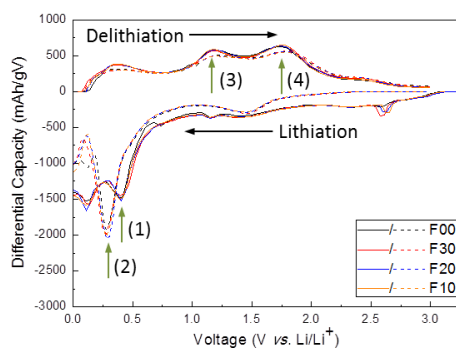 1000
500
0
-500
-1000
-1500
-2000
-2500
Differential Capacity (mAh/gV)
Delithiation
(3)
(4)
Lithiation
(1)
(2)
/ F00
/ F30
/ F20
/ F10
0.0 0.5 1.0 1.5 2.0 2.5 3.0
Voltage (V vs. Li/Li+)